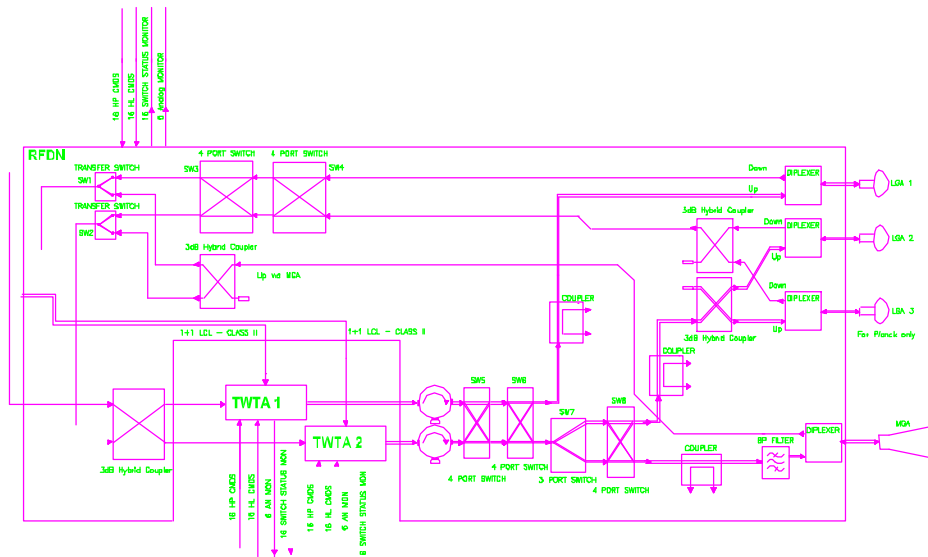 16 HP CMDS
16 HL CMDS
16 SWITCH STATUS MONITOR
6 Analog MONITOR
RFDN
4 PORT SWITCH
4 PORT SWITCH
TRANSFER SWITCH
SW3
SW4
SW1
TRANSFER SWITCH
SW2
3dB Hybrid Coupler
Up via MGA
Down
Up
DIPLEXER
LGA 1
3dB Hybrid Coupler
Down
Up
DIPLEXER
LGA 2
Down
Up
DIPLEXER
LGA 3
For Planck only
3dB Hybrid Coupler
COUPLER
COUPLER
1+1 LCL - CLASS II
1+1 LCL - CLASS II
TWTA 1
TWTA 2
SW5
SW6
SW7
SW8
3dB Hybrid Coupler
4 PORT SWITCH
4 PORT SWITCH
3 PORT SWITCH
4 PORT SWITCH
COUPLER
BP FILTER
DIPLEXER
MGA
16 HP CMDS
16 HL CMDS
6 AN MON
16 SWITCH STATUS MON
16 HP CMDS
16 HL CMDS
6 AN MON
8 SWITCH STATUS MON